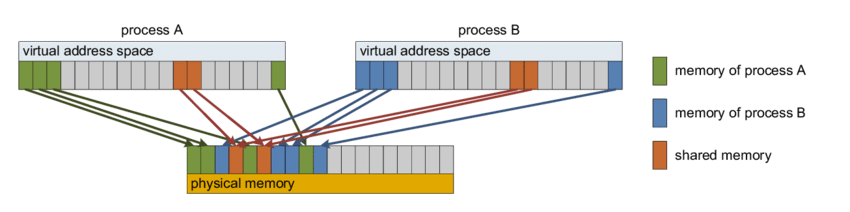 process A
process B
virtual address space
virtual address space
memory of process A
memory of process B
shared memory
physical memory